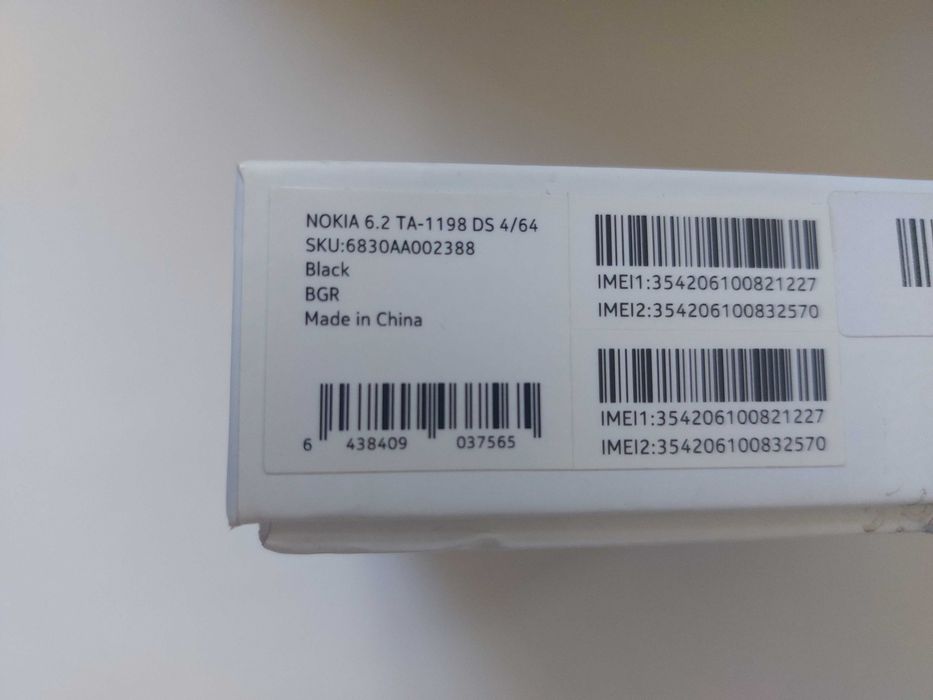 NOKIA 6.2 TA-1198 DS 4/64
SKU:6830AA002388
Black
BGR
Made in China
6 438409 037565
IMEI1:354206100821227
IMEI2:354206100832570
IMEI1:354206100821227
IMEI2:354206100832570